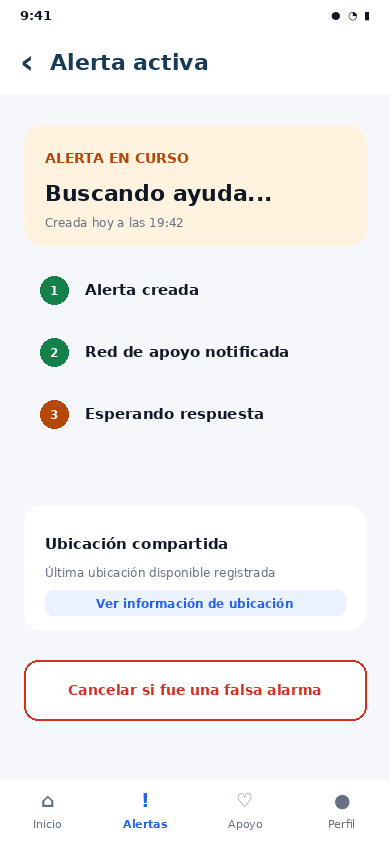 9:41
Alerta activa
ALERTA EN CURSO
Buscando ayuda...
Creada hoy a las 19:42
1 Alerta creada
2 Red de apoyo notificada
3 Esperando respuesta
Ubicación compartida
Última ubicación disponible registrada
Ver información de ubicación
Cancelar si fue una falsa alarma
Inicio Alertas Apoyo Perfil